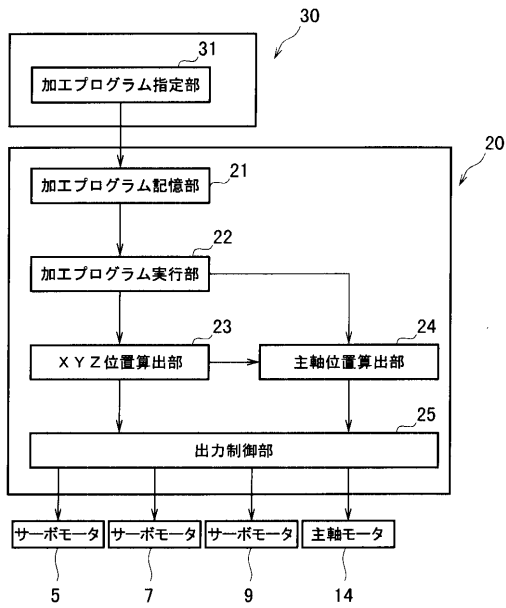 30
31
加工プログラム指定部
20
加工プログラム記憶部
21
22
加工プログラム実行部
23
24
XYZ位置算出部
主軸位置算出部
25
出力制御部
サーボモータ サーボモータ サーボモータ 主軸モータ
5 7 9 14